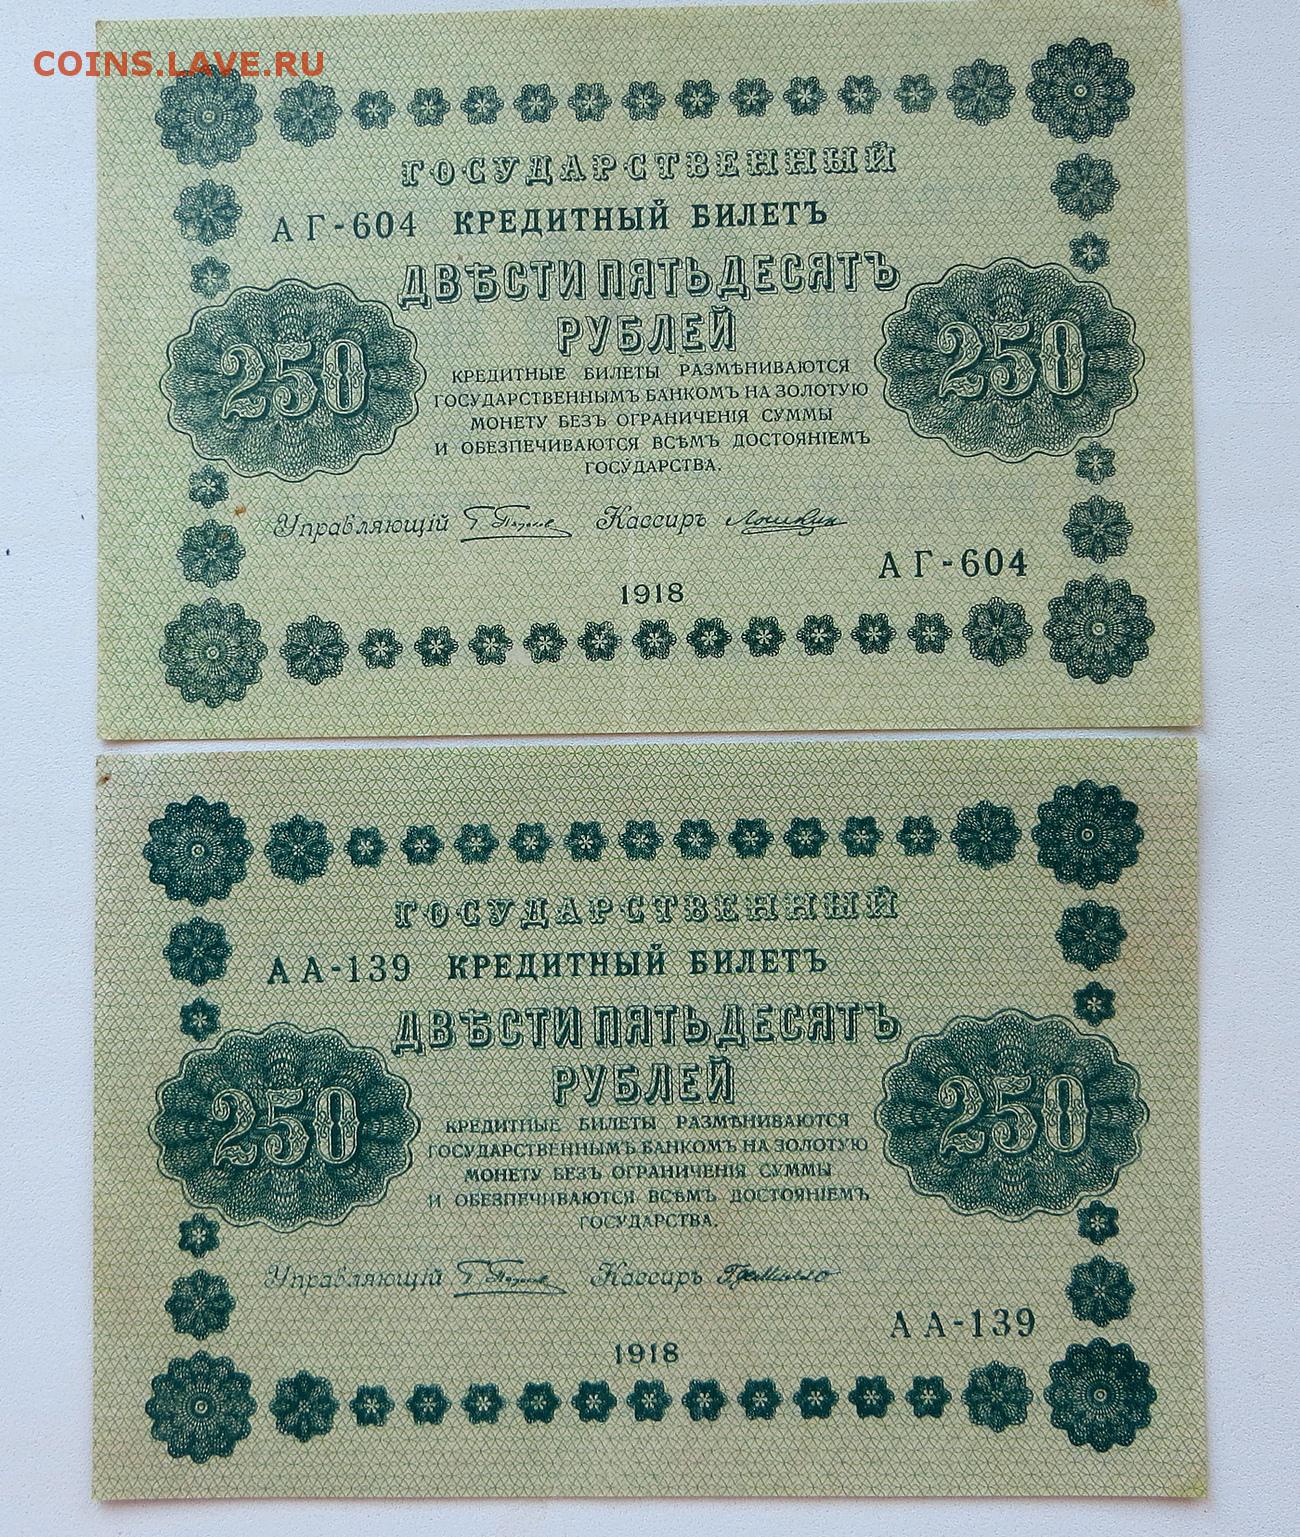 COINS.LAVE.RU
ГОСУДАРСТВЕННЫЙ
АГ-604 КРЕДИТНЫЙ БИЛЕТЪ
ДВѢСТИ ПЯТЬДЕСЯТЪ
РУБЛЕЙ
250 250
КРЕДИТНЫЕ БИЛЕТЫ РАЗМѢНИВАЮТСЯ
ГОСУДАРСТВЕННЫМЪ БАНКОМЪ НА ЗОЛОТУЮ
МОНЕТУ БЕЗЪ ОГРАНИЧЕНІЯ СУММЫ
И ОБЕЗПЕЧИВАЮТСЯ ВСѢМЪ ДОСТОЯНІЕМЪ
ГОСУДАРСТВА.
Управляющій Кассиръ
АГ-604
1918
ГОСУДАРСТВЕННЫЙ
АА-139 КРЕДИТНЫЙ БИЛЕТЪ
ДВѢСТИ ПЯТЬДЕСЯТЪ
РУБЛЕЙ
250 250
КРЕДИТНЫЕ БИЛЕТЫ РАЗМѢНИВАЮТСЯ
ГОСУДАРСТВЕННЫМЪ БАНКОМЪ НА ЗОЛОТУЮ
МОНЕТУ БЕЗЪ ОГРАНИЧЕНІЯ СУММЫ
И ОБЕЗПЕЧИВАЮТСЯ ВСѢМЪ ДОСТОЯНІЕМЪ
ГОСУДАРСТВА.
Управляющій Кассиръ
АА-139
1918